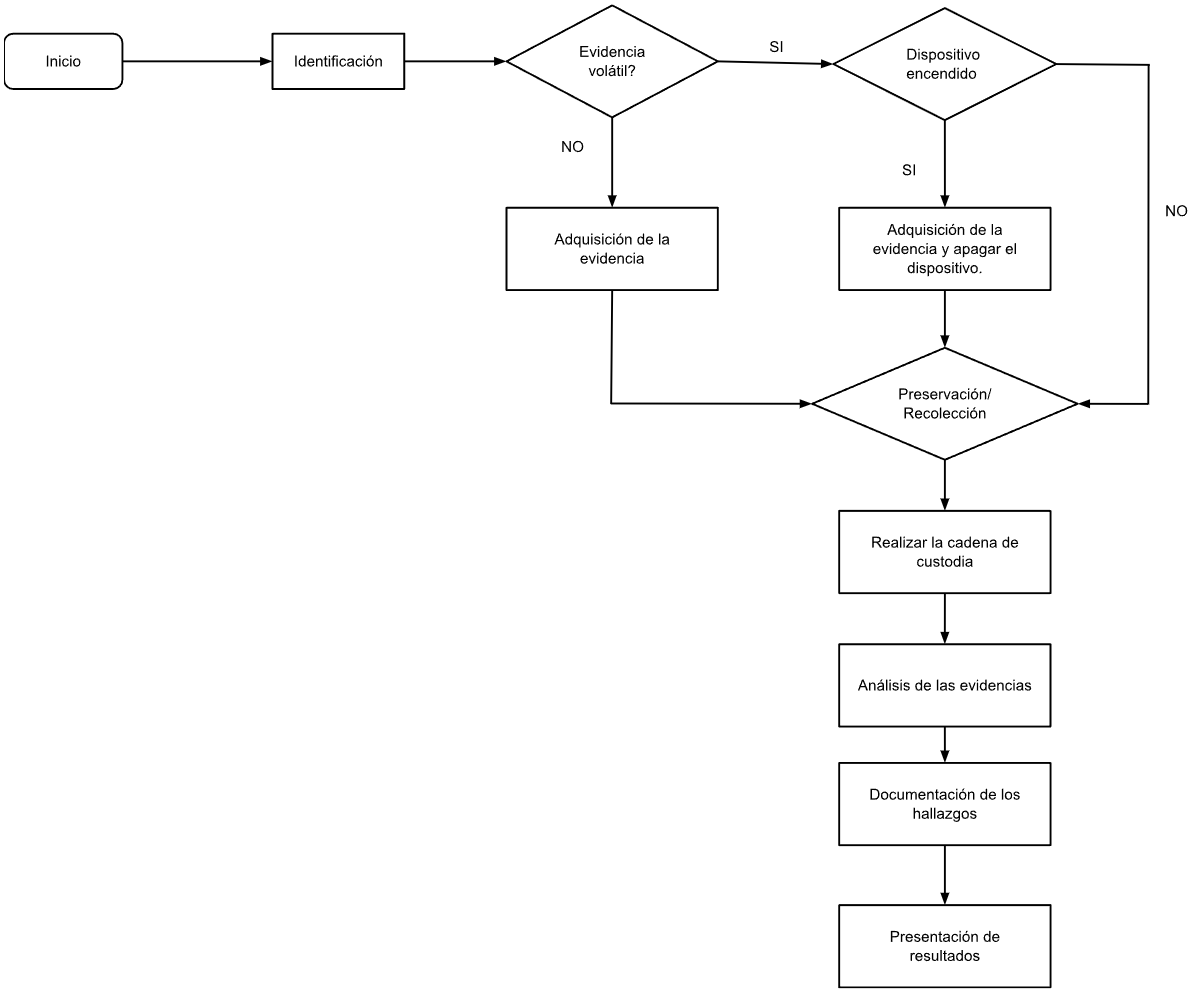 Inicio
Identificación
Evidencia
volátil?
SI
Dispositivo
encendido
NO
SI
NO
Adquisición de la
evidencia
Adquisición de la
evidencia y apagar el
dispositivo.
Preservación/
Recolección
Realizar la cadena de
custodia
Análisis de las evidencias
Documentación de los
hallazgos
Presentación de
resultados